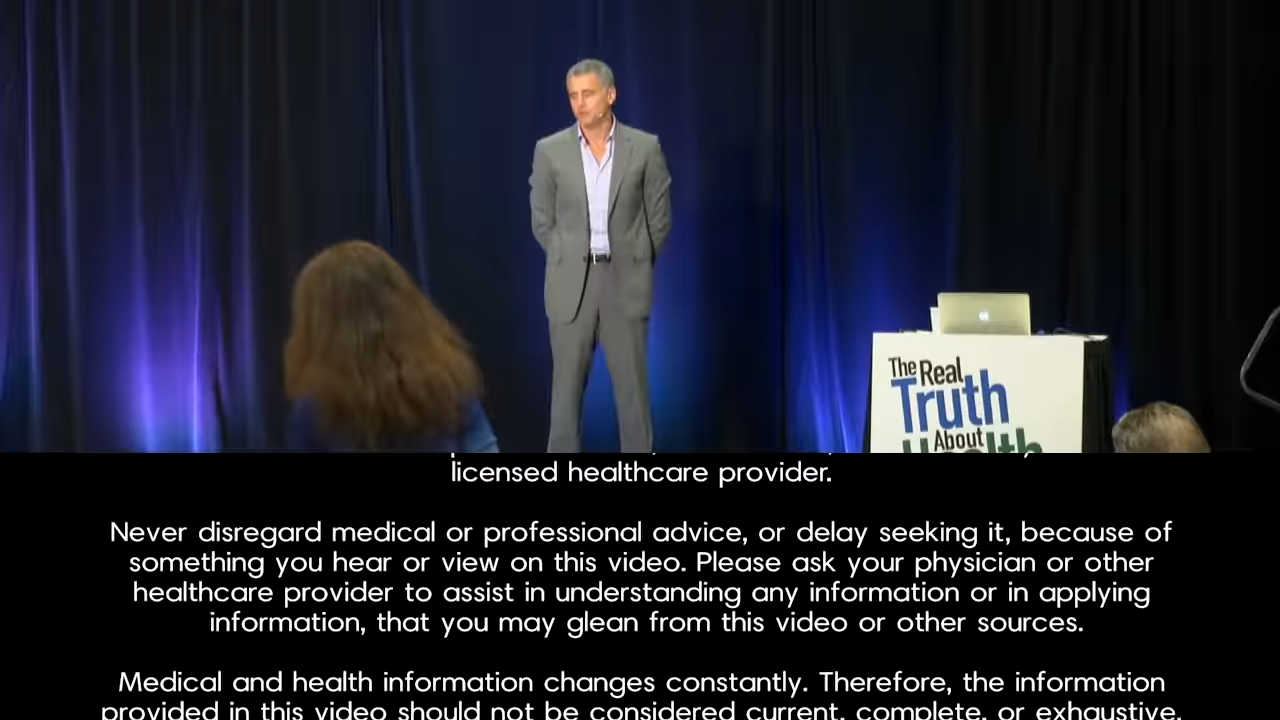 The Real
Truth
About
Health
licensed healthcare provider.
Never disregard medical or professional advice, or delay seeking it, because of
something you hear or view on this video. Please ask your physician or other
healthcare provider to assist in understanding any information or in applying
information, that you may glean from this video or other sources.
Medical and health information changes constantly. Therefore, the information
provided in this video should not be considered current, complete, or exhaustive,